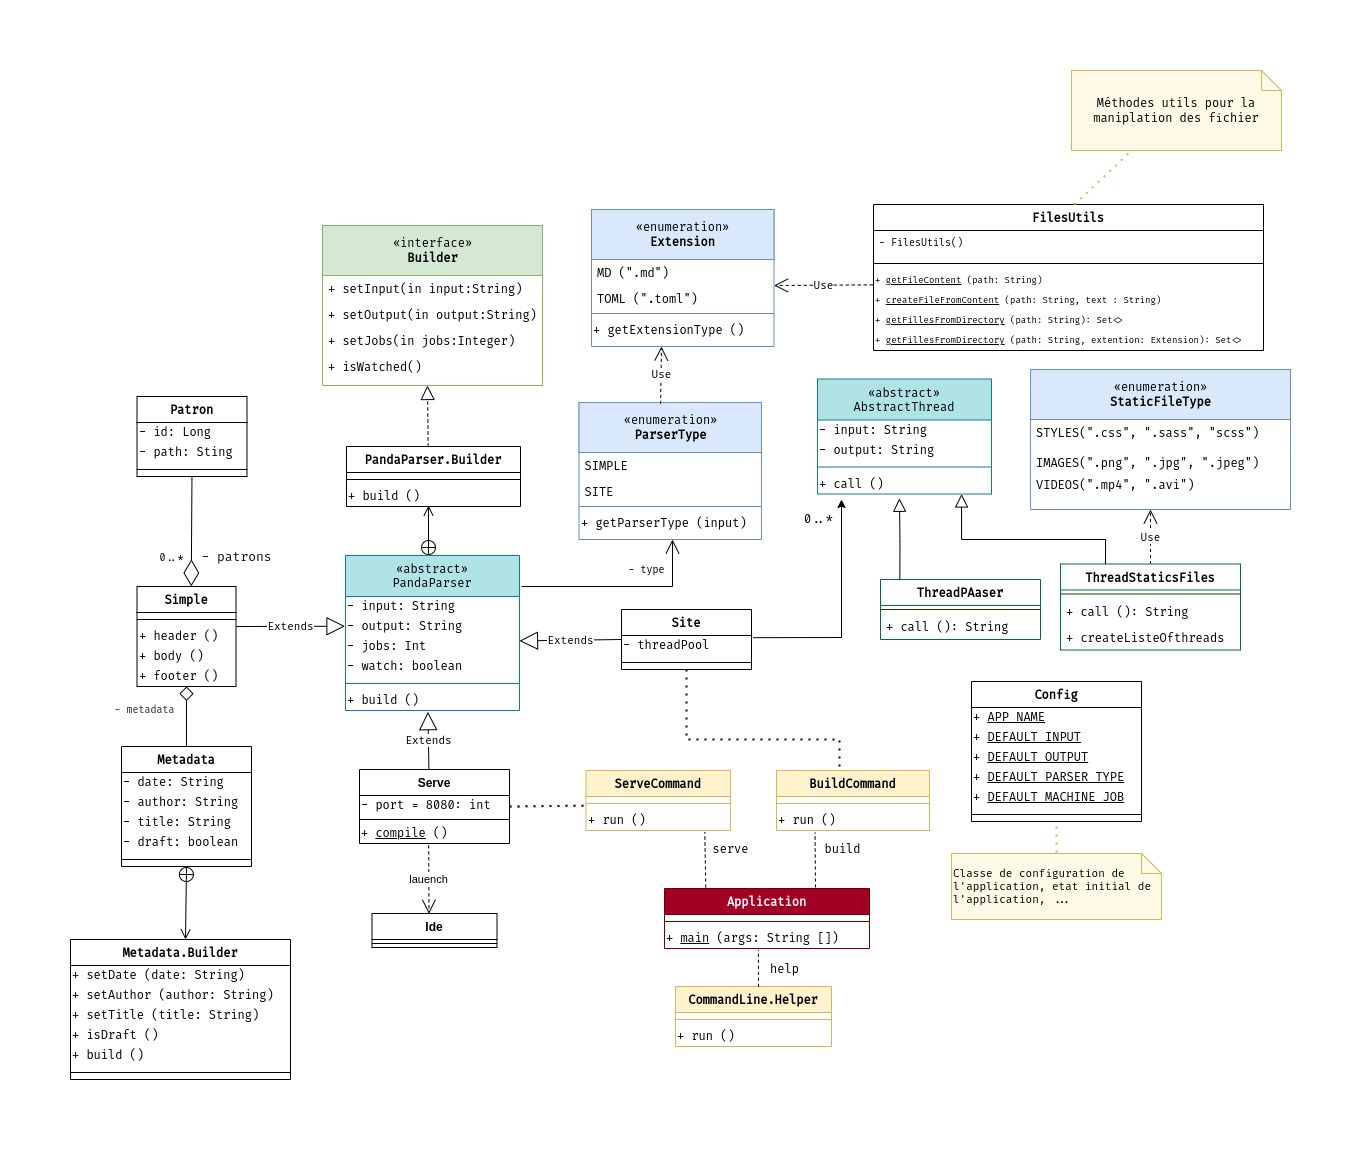 Méthodes utils pour la
maniplation des fichier
FilesUtils
- FilesUtils()
+ getFileContent (path: String)
+ createFileFromContent (path: String, text : String)
+ getFillesFromDirectory (path: String): Set<>
+ getFillesFromDirectory (path: String, extention: Extension): Set<>
Use
«enumeration»
Extension
MD (".md")
TOML (".toml")
+ getExtensionType ()
Use
«interface»
Builder
+ setInput(in input:String)
+ setOutput(in output:String)
+ setJobs(in jobs:Integer)
+ isWatched()
«enumeration»
ParserType
SIMPLE
SITE
+ getParserType (input)
- type
«abstract»
AbstractThread
- input: String
- output: String
+ call ()
0..*
«enumeration»
StaticFileType
STYLES(".css", ".sass", "scss")
IMAGES(".png", ".jpg", ".jpeg")
VIDEOS(".mp4", ".avi")
Use
Patron
- id: Long
- path: Sting
0..*
- patrons
PandaParser.Builder
+ build ()
Simple
+ header ()
+ body ()
+ footer ()
Extends
«abstract»
PandaParser
- input: String
- output: String
- jobs: Int
- watch: boolean
+ build ()
Extends
Site
- threadPool
ThreadPAaser
+ call (): String
ThreadStaticsFiles
+ call (): String
+ createListeOfthreads
- metadata
Metadata
- date: String
- author: String
- title: String
- draft: boolean
Extends
Serve
- port = 8080: int
+ compile ()
lauench
Ide
ServeCommand
+ run ()
BuildCommand
+ run ()
serve
build
Config
+ APP_NAME
+ DEFAULT_INPUT
+ DEFAULT_OUTPUT
+ DEFAULT_PARSER_TYPE
+ DEFAULT_MACHINE_JOB
Classe de configuration de
l'application, etat initial de
l'application, ...
Application
+ main (args: String [])
help
CommandLine.Helper
+ run ()
Metadata.Builder
+ setDate (date: String)
+ setAuthor (author: String)
+ setTitle (title: String)
+ isDraft ()
+ build ()